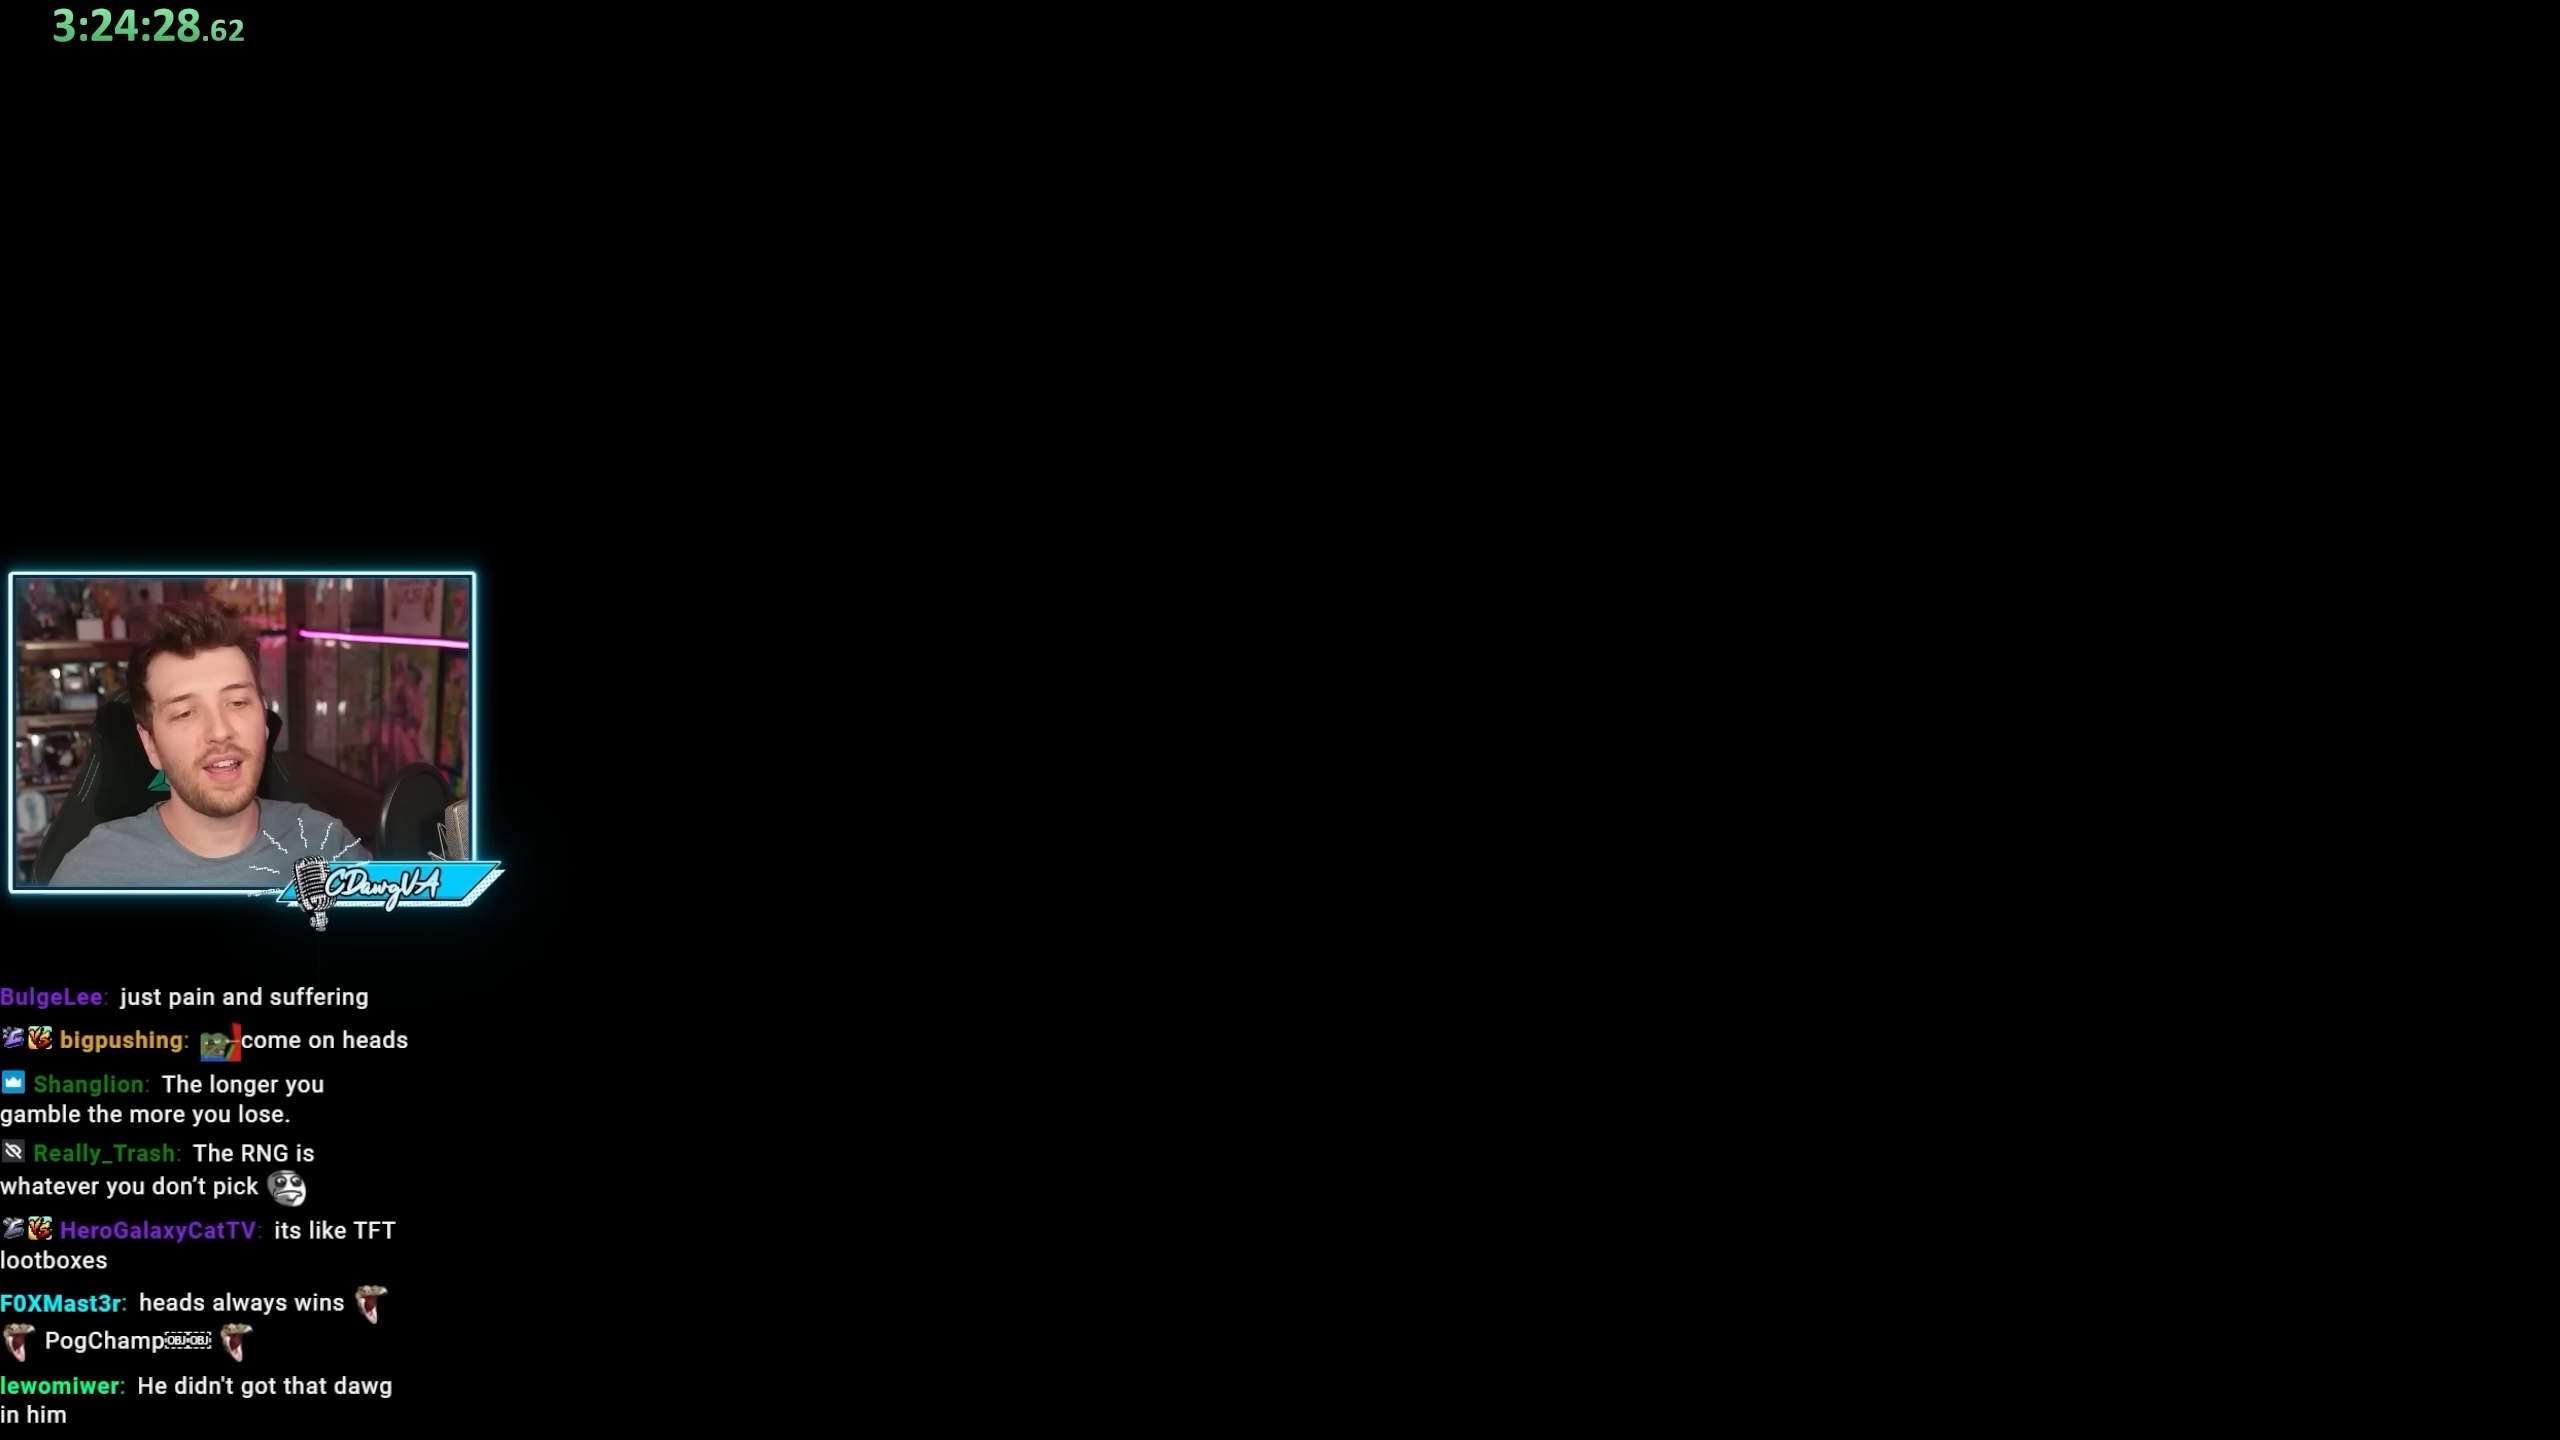 3:24:28.62
CDawgVA
BulgeLee: just pain and suffering
bigpushing: come on heads
Shanglion: The longer you
gamble the more you lose.
Really_Trash: The RNG is
whatever you don’t pick
HeroGalaxyCatTV: its like TFT
lootboxes
F0XMast3r: heads always wins
PogChamp
lewomiwer: He didn't got that dawg
in him